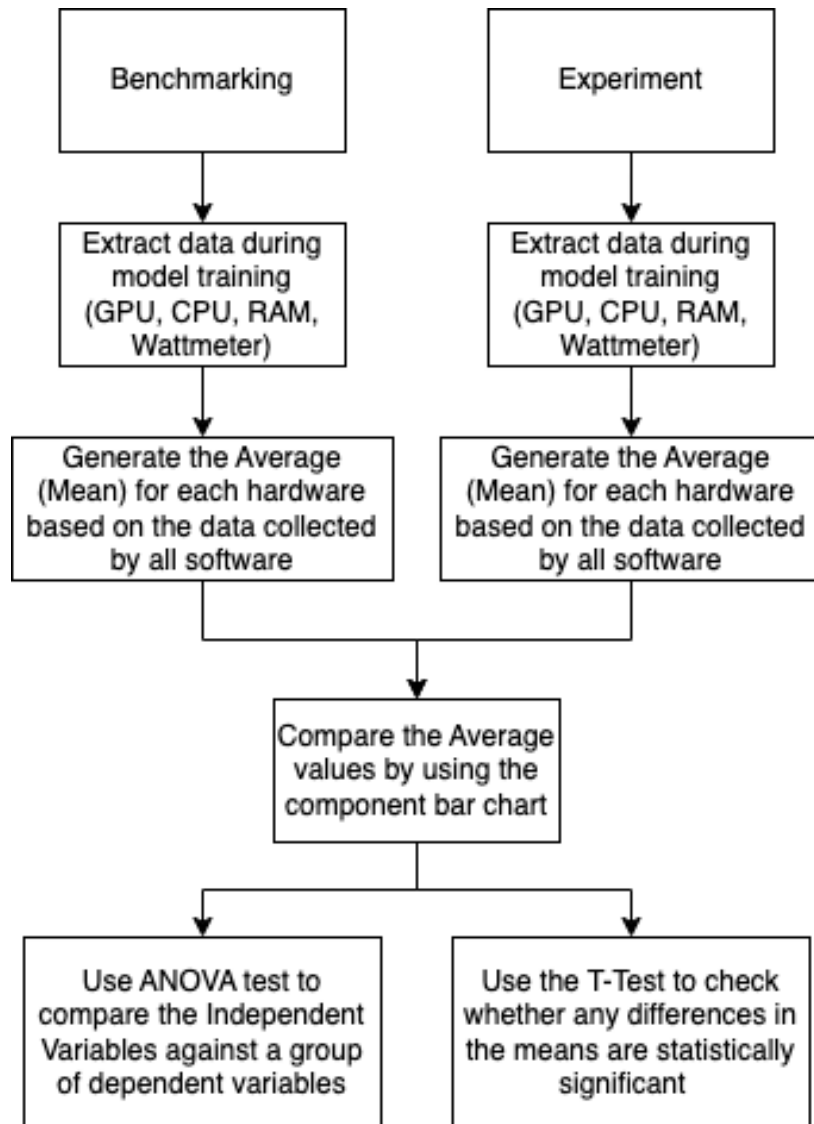 Benchmarking
Experiment
Extract data during
model training
(GPU, CPU, RAM,
Wattmeter)
Extract data during
model training
(GPU, CPU, RAM,
Wattmeter)
Generate the Average
(Mean) for each hardware
based on the data collected
by all software
Generate the Average
(Mean) for each hardware
based on the data collected
by all software
Compare the Average
values by using the
component bar chart
Use ANOVA test to
compare the Independent
Variables against a group
of dependent variables
Use the T-Test to check
whether any differences in
the means are statistically
significant